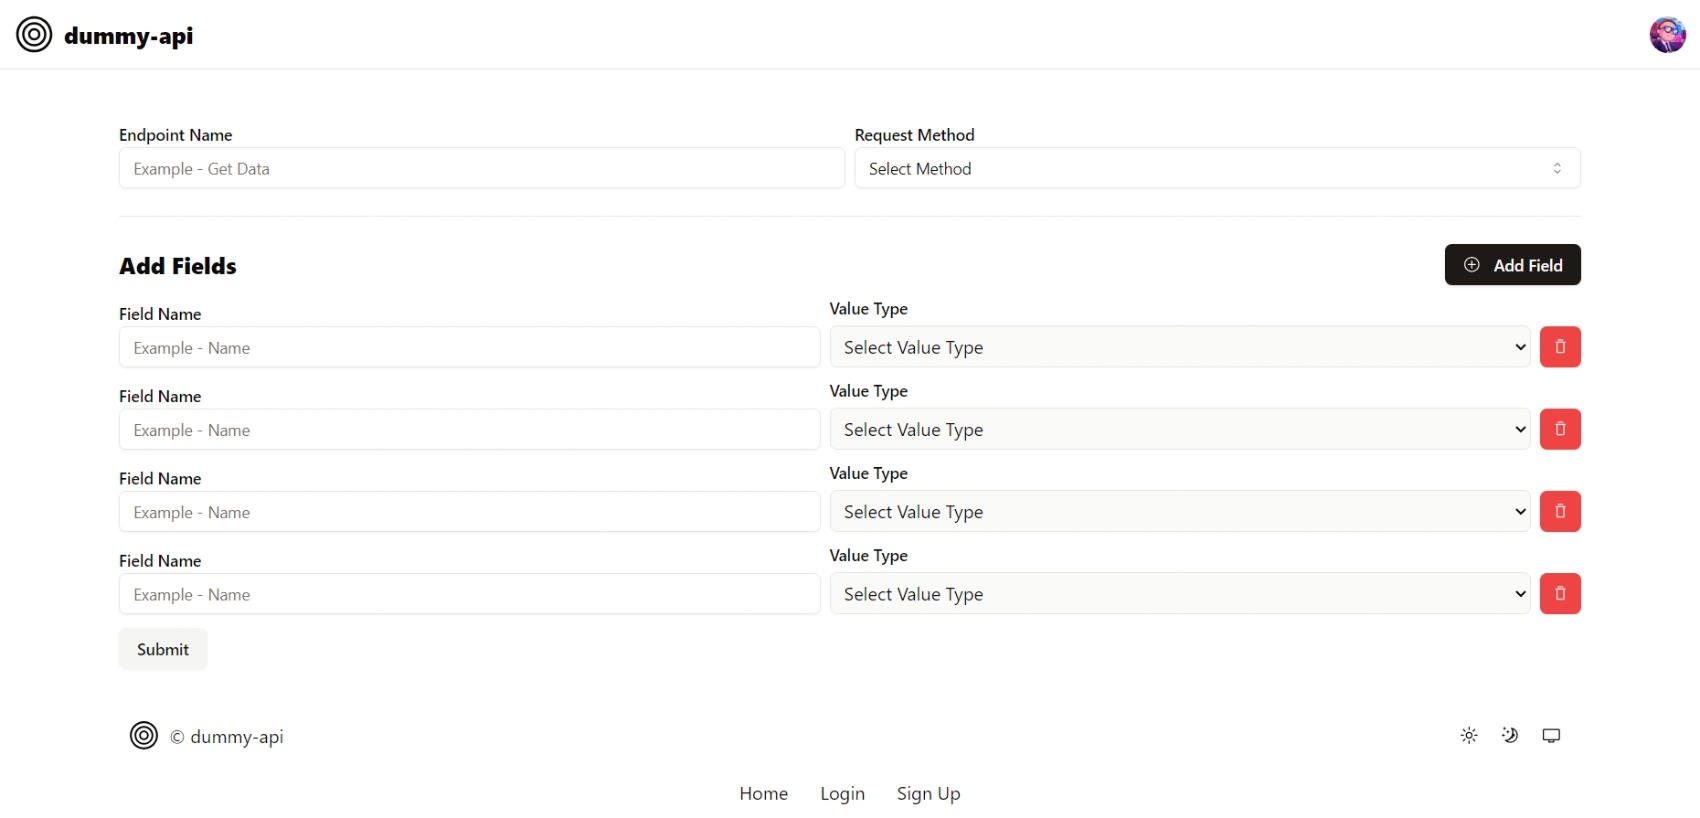 dummy-api
Endpoint Name
Request Method
Example - Get Data
Select Method
Add Fields
Add Field
Field Name
Value Type
Example - Name
Select Value Type
Field Name
Value Type
Example - Name
Select Value Type
Field Name
Value Type
Example - Name
Select Value Type
Field Name
Value Type
Example - Name
Select Value Type
Submit
© dummy-api
Home Login Sign Up